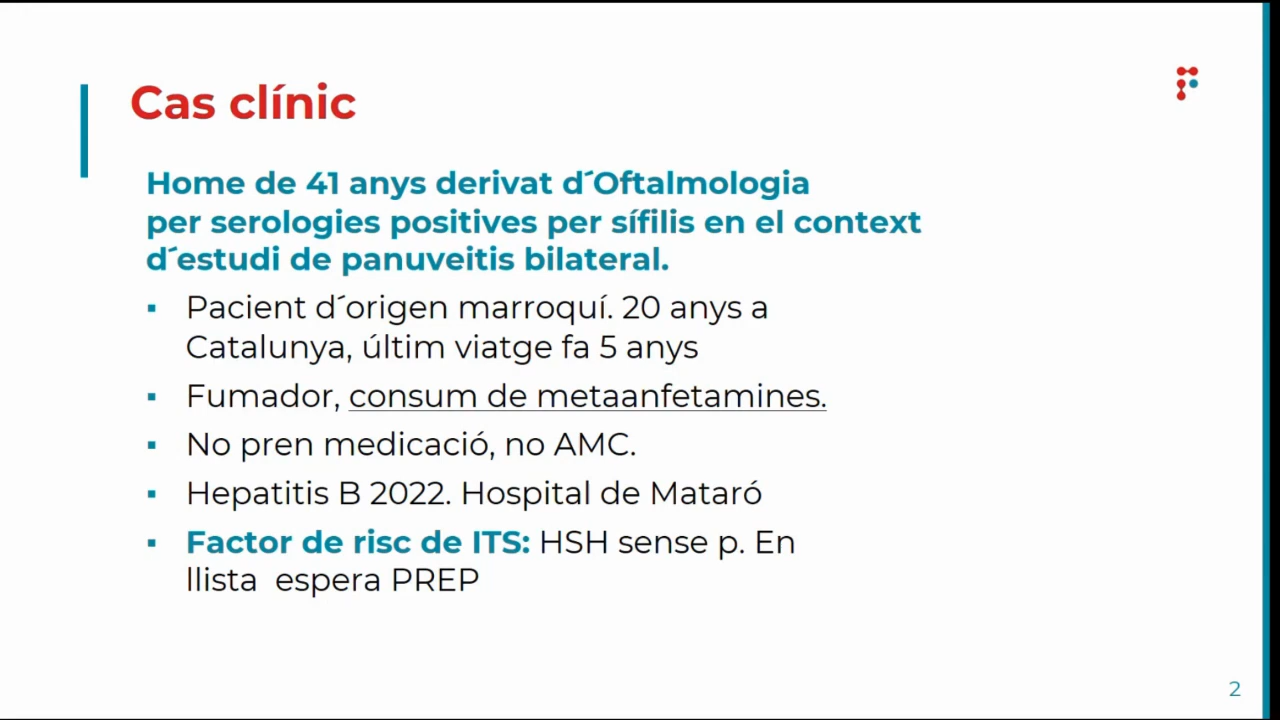 Cas clínic
Home de 41 anys derivat d´Oftalmologia
per serologies positives per sífilis en el context
d´estudi de panuveitis bilateral.
▪ Pacient d´origen marroquí. 20 anys a
Catalunya, últim viatge fa 5 anys
▪ Fumador, consum de metaanfetamines.
▪ No pren medicació, no AMC.
▪ Hepatitis B 2022. Hospital de Mataró
▪ Factor de risc de ITS: HSH sense p. En
llista  espera PREP
2